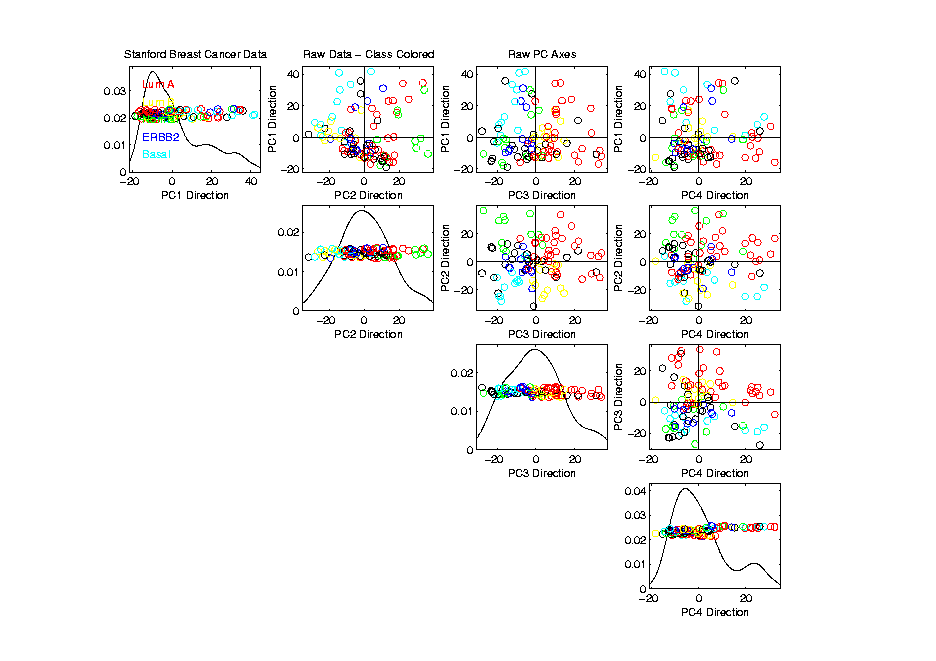 Stanford Breast Cancer Data
Raw Data – Class Colored
Raw PC Axes
0.03
0.02
0.01
0
Lum A
ERBB2
Basal
−20 0 20 40
PC1 Direction
40
20
0
−20
PC1 Direction
−20 0 20
PC2 Direction
40
20
0
−20
PC1 Direction
−20 0 20
PC3 Direction
40
20
0
−20
PC1 Direction
−20 0 20
PC4 Direction
0.02
0.01
0
−20 0 20
PC2 Direction
20
0
−20
PC2 Direction
−20 0 20
PC3 Direction
20
0
−20
PC2 Direction
−20 0 20
PC4 Direction
0.02
0.01
0
−20 0 20
PC3 Direction
20
0
−20
PC3 Direction
−20 0 20
PC4 Direction
0.04
0.03
0.02
0.01
0
−20 0 20
PC4 Direction